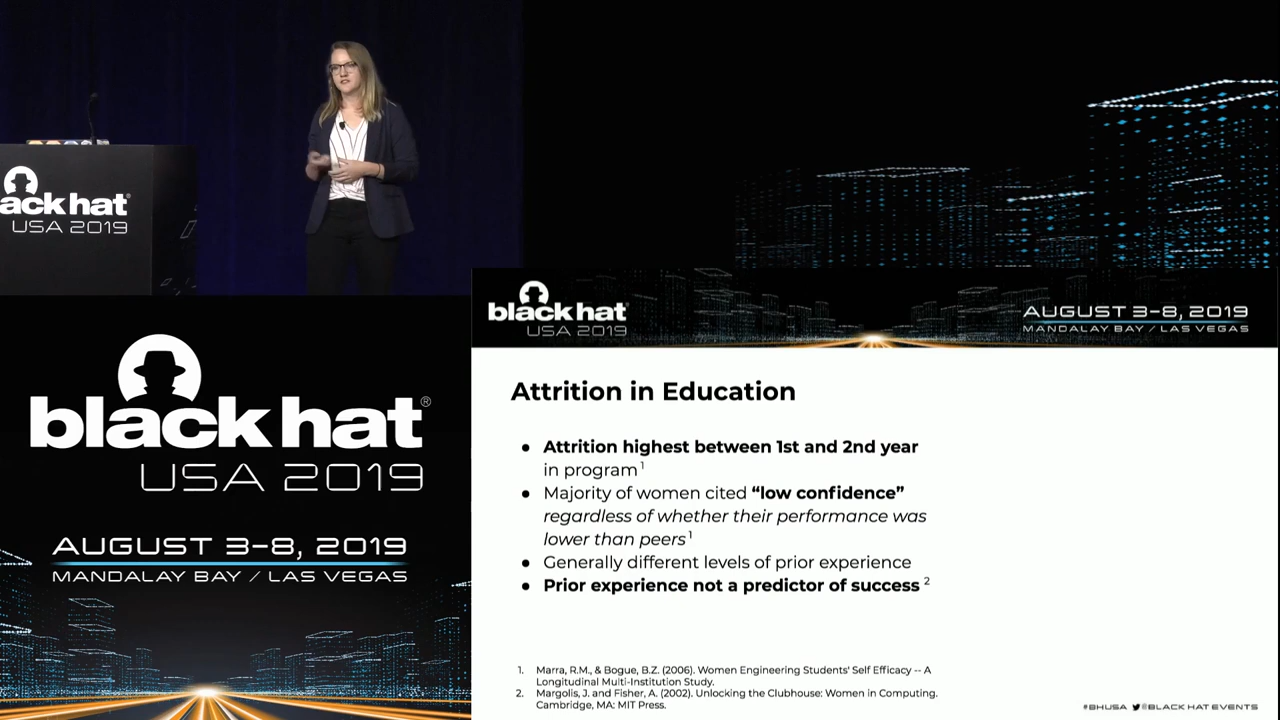 ack hat
USA 2019
black hat®
USA 2019
AUGUST 3-8, 2019
MANDALAY BAY / LAS VEGAS
black hat
USA 2019
AUGUST 3-8, 2019
MANDALAY BAY / LAS VEGAS
Attrition in Education
● Attrition highest between 1st and 2nd year
in program¹
● Majority of women cited “low confidence”
regardless of whether their performance was
lower than peers¹
● Generally different levels of prior experience
● Prior experience not a predictor of success ²
1. Marra, R.M., & Bogue, B.Z. (2006). Women Engineering Students' Self Efficacy -- A
Longitudinal Multi-Institution Study.
2. Margolis, J. and Fisher, A. (2002). Unlocking the Clubhouse: Women in Computing.
Cambridge, MA: MIT Press.
#BHUSA @BLACK HAT EVENTS